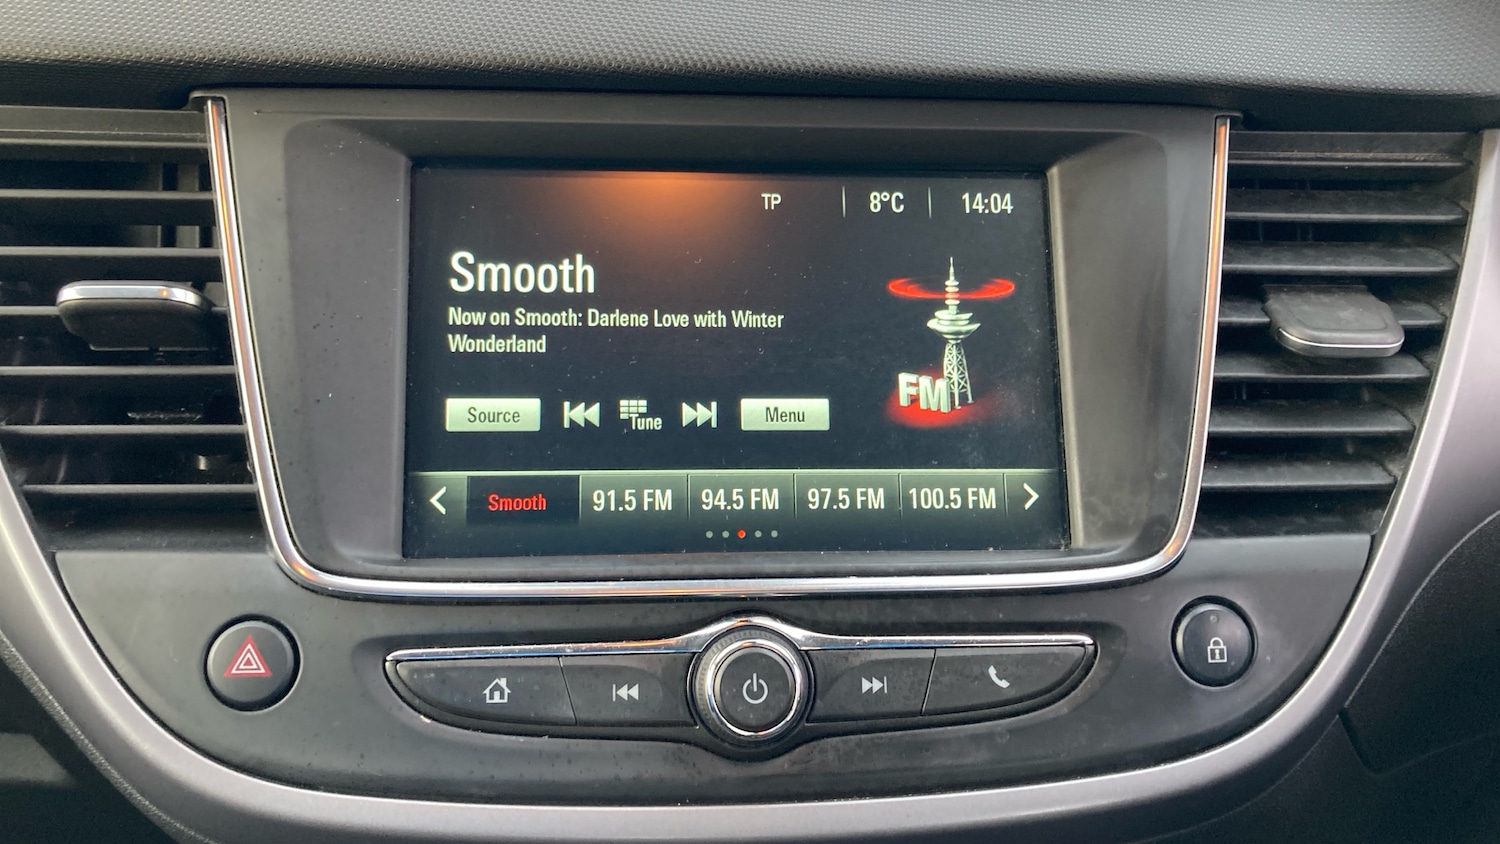 TP 8°C 14:04
Smooth
Now on Smooth: Darlene Love with Winter
Wonderland
FM
Source Tune Menu
Smooth 91.5 FM 94.5 FM 97.5 FM 100.5 FM